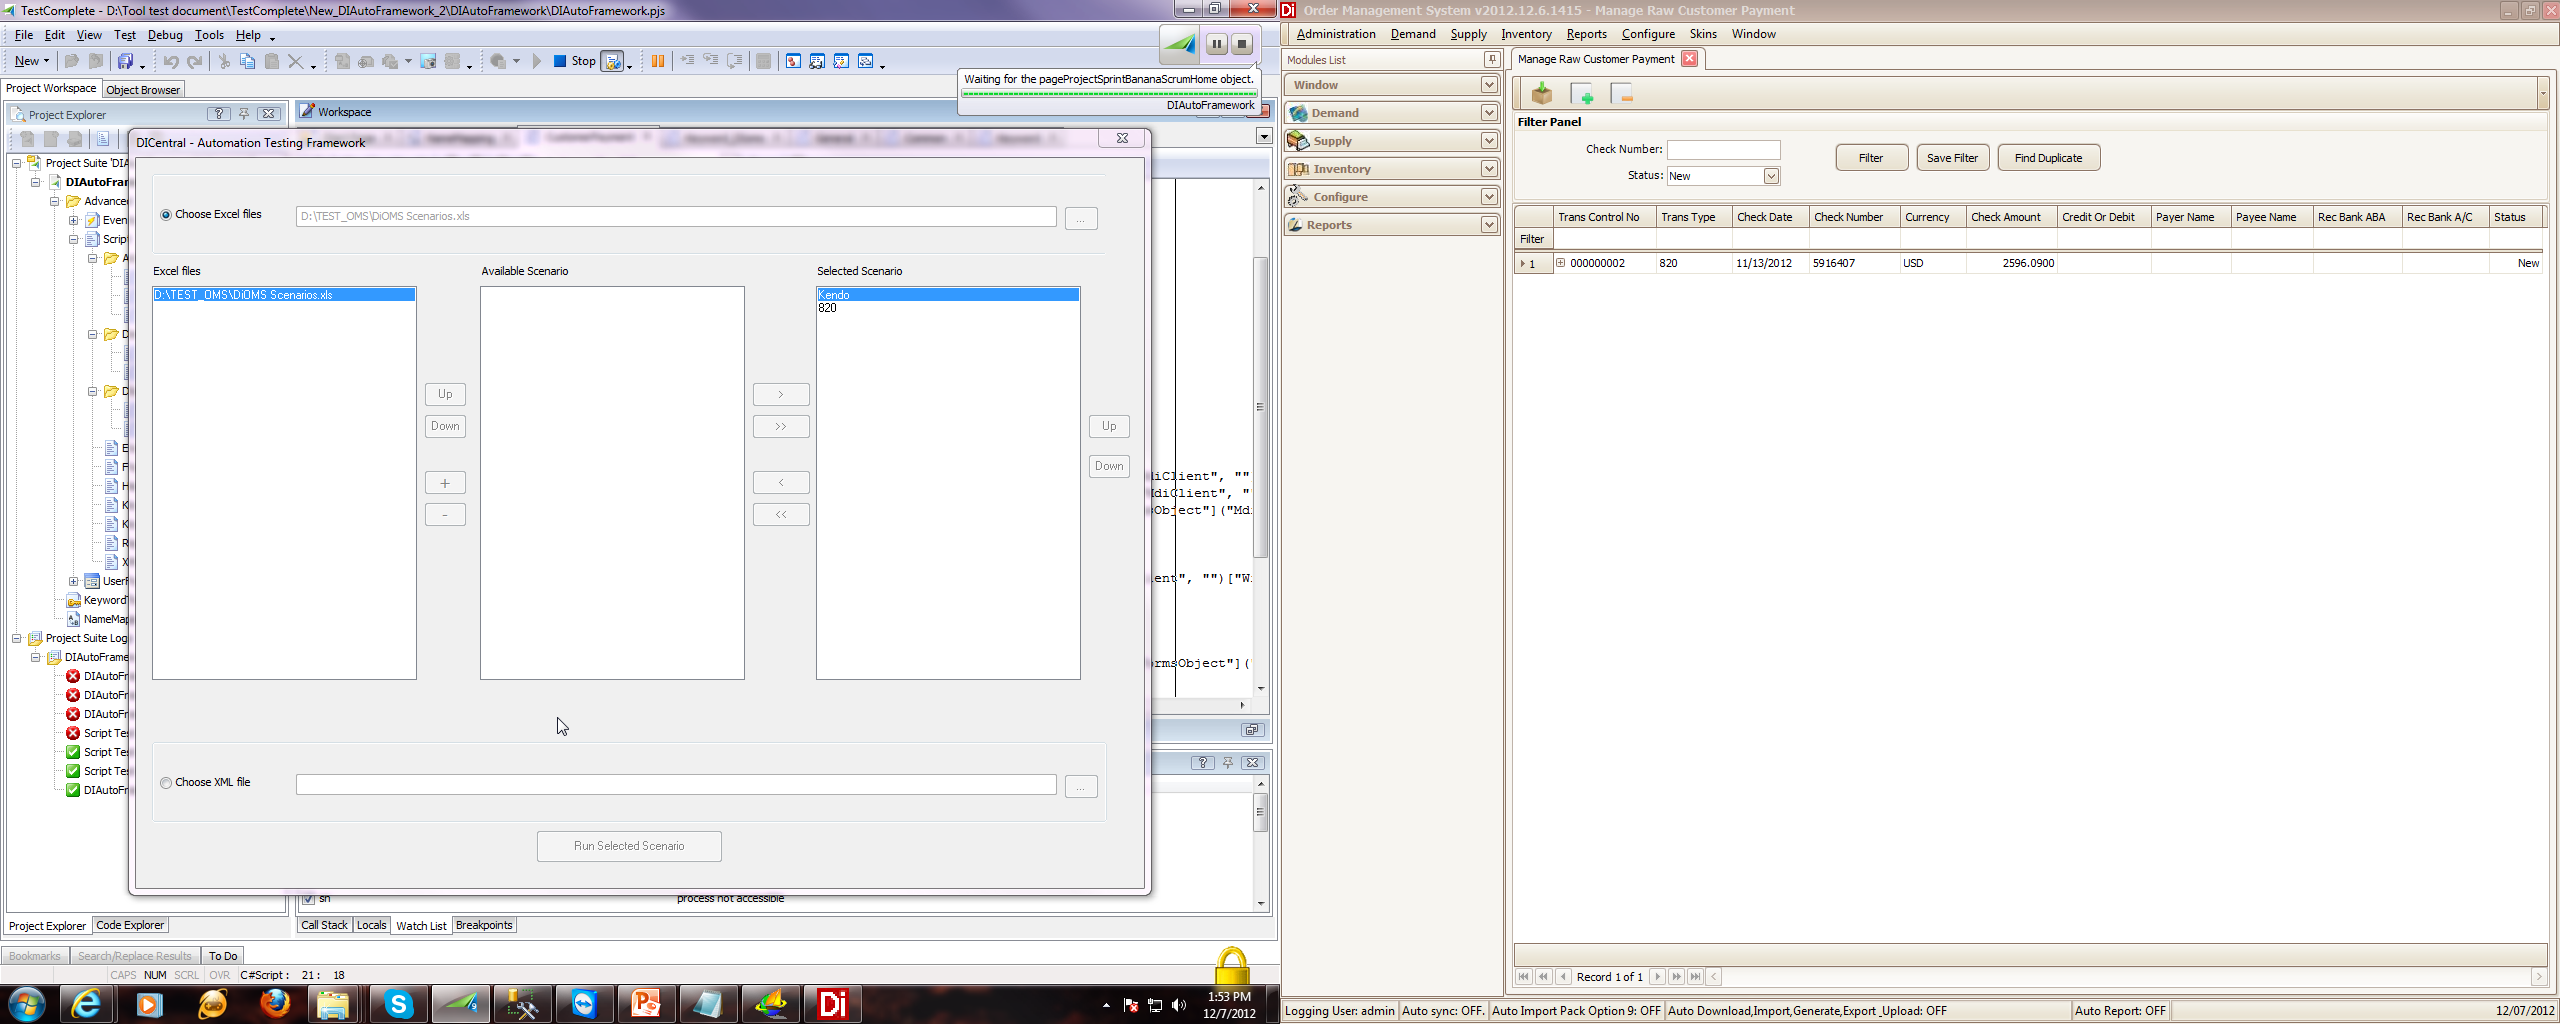 TestComplete - D:\Tool test document\TestComplete\New_DIAutoFramework_2\DIAutoFramework\DIAutoFramework.pjs
File Edit View Test Debug Tools Help
New Stop
Waiting for the pageProjectSprintBananaScrumHome object.
DIAutoFramework
Project Workspace Object Browser
Project Explorer
Workspace
Project Suite 'DIA
DIAutoFra
Advance
Even
Script
KeywordT
NameMap
Project Suite Log
DIAutoFrame
DIAutoFr
DIAutoFr
DIAutoFr
Script Te
Script Te
Script Te
DIAutoFr
DICentral - Automation Testing Framework
Choose Excel files D:\TEST_OMS\DiOMS Scenarios.xls ...
Excel files Available Scenario Selected Scenario
D:\TEST_OMS\DiOMS Scenarios.xls
Kendo
820
Up
Down
+
-
>
>>
<
<<
Up
Down
Choose XML file ...
Run Selected Scenario
diClient", ""
sObject"]("Md
ent", "")["W
rmsObject"]("
sh process not accessible
Project Explorer Code Explorer
Call Stack Locals Watch List Breakpoints
Bookmarks Search/Replace Results To Do
CAPS NUM SCRL OVR C#Script : 21 : 18
1:53 PM
12/7/2012
Di Order Management System v2012.12.6.1415 - Manage Raw Customer Payment
Administration Demand Supply Inventory Reports Configure Skins Window
Modules List
Window
Demand
Supply
Inventory
Configure
Reports
Manage Raw Customer Payment
Filter Panel
Check Number:
Status: New
Filter Save Filter Find Duplicate
Trans Control No Trans Type Check Date Check Number Currency Check Amount Credit Or Debit Payer Name Payee Name Rec Bank ABA Rec Bank A/C Status
Filter
1 000000002 820 11/13/2012 5916407 USD 2596.0900 New
Record 1 of 1
Logging User: admin Auto sync: OFF. Auto Import Pack Option 9: OFF Auto Download,Import,Generate,Export_Upload: OFF Auto Report: OFF 12/07/2012